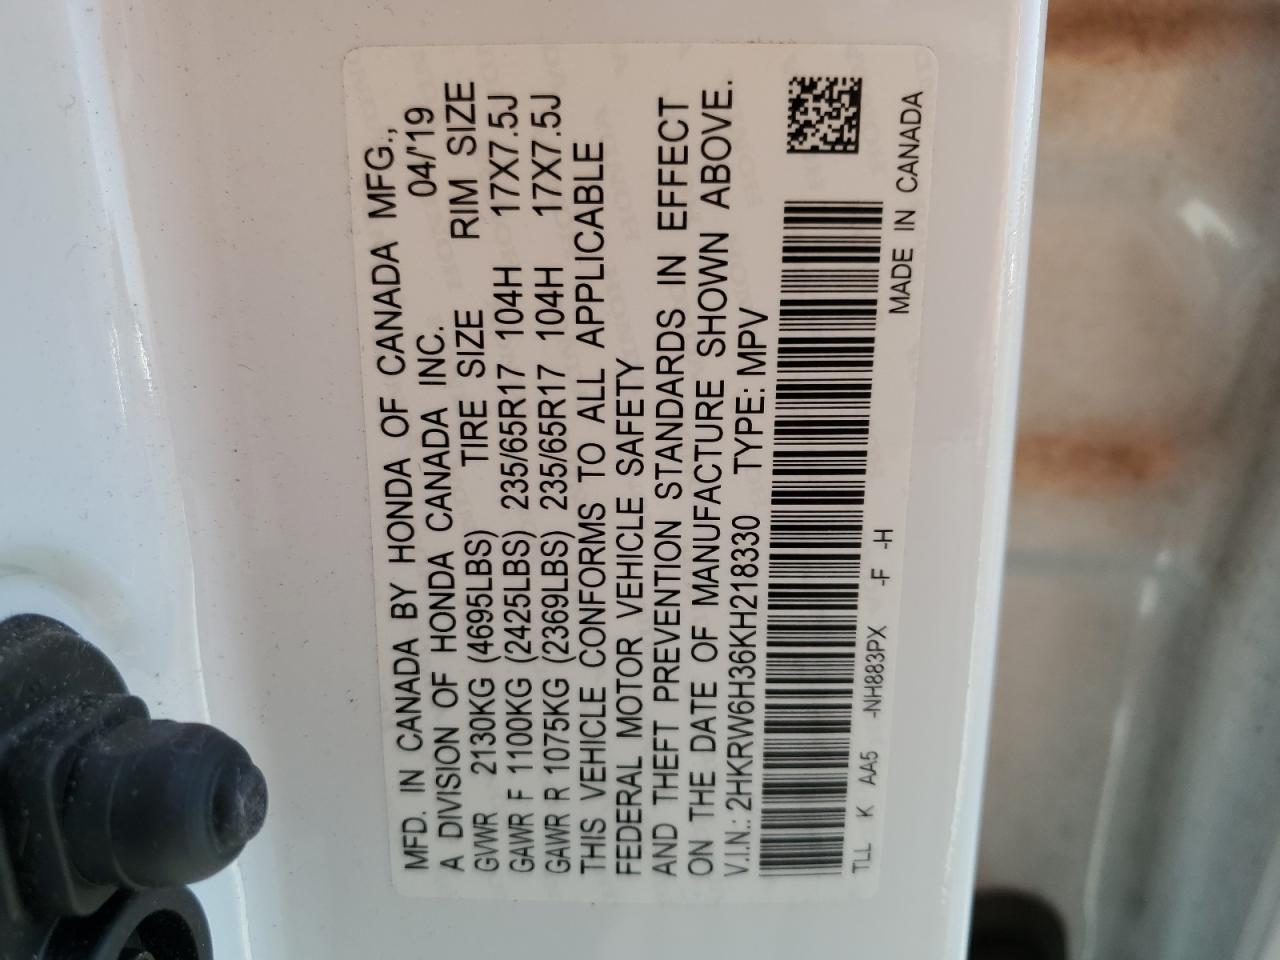 MFD. IN CANADA BY HONDA OF CANADA MFG.,
A DIVISION OF HONDA CANADA INC. 04/'19
GVWR 2130KG (4695LBS) TIRE SIZE RIM SIZE
GAWR F 1100KG (2425LBS) 235/65R17 104H 17X7.5J
GAWR R 1075KG (2369LBS) 235/65R17 104H 17X7.5J
THIS VEHICLE CONFORMS TO ALL APPLICABLE
FEDERAL MOTOR VEHICLE SAFETY
AND THEFT PREVENTION STANDARDS IN EFFECT
ON THE DATE OF MANUFACTURE SHOWN ABOVE.
V.I.N.: 2HKRW6H36KH218330 TYPE: MPV
TLL K AA5 -NH883PX -F -H
MADE IN CANADA